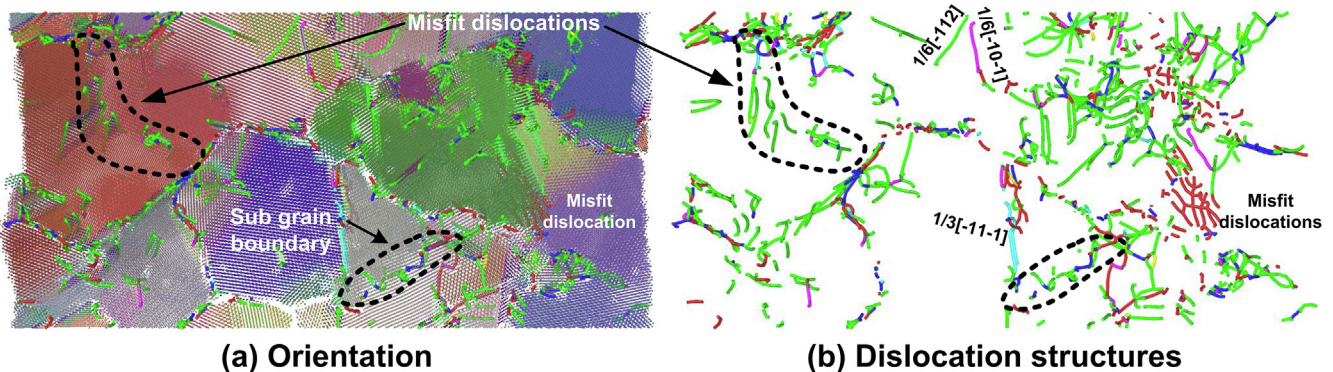 Misfit dislocations
Sub grain
boundary
Misfit
dislocation
(a) Orientation
1/6[-112]
1/6[-10-1]
1/3[-11-1]
Misfit
dislocations
(b) Dislocation structures